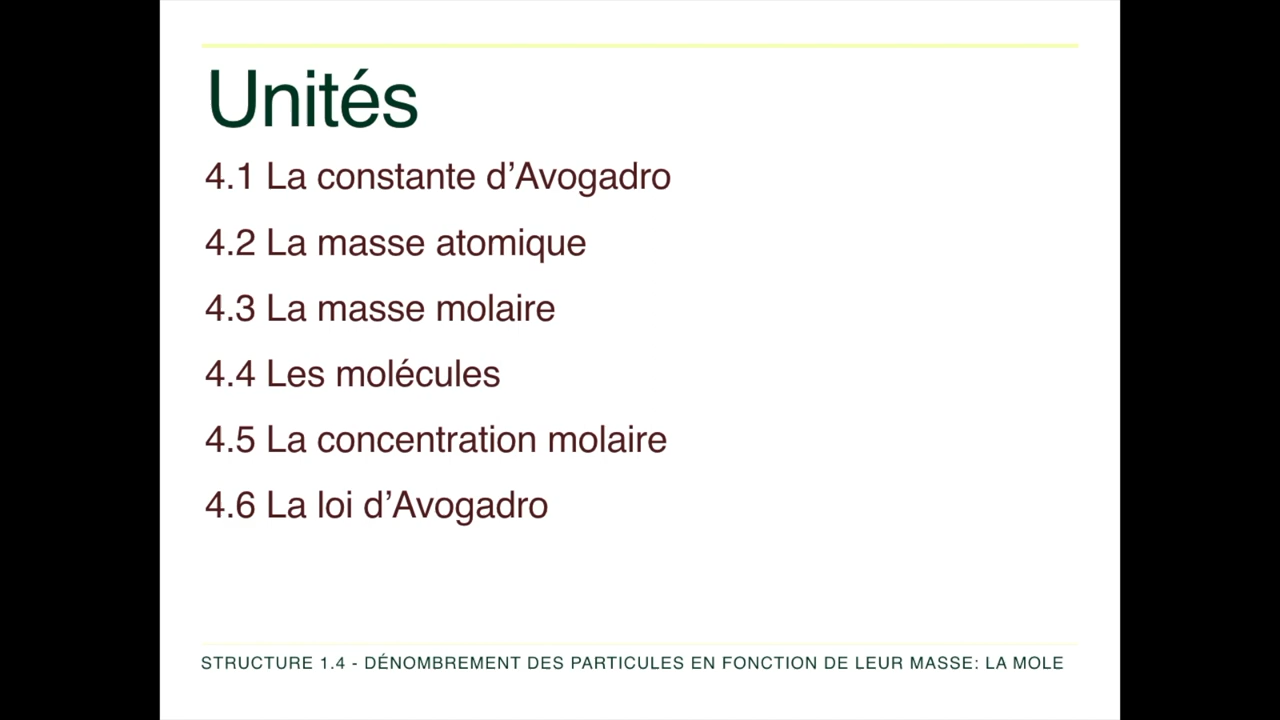 Unités
4.1 La constante d’Avogadro
4.2 La masse atomique
4.3 La masse molaire
4.4 Les molécules
4.5 La concentration molaire
4.6 La loi d’Avogadro
STRUCTURE 1.4 - DÉNOMBREMENT DES PARTICULES EN FONCTION DE LEUR MASSE: LA MOLE